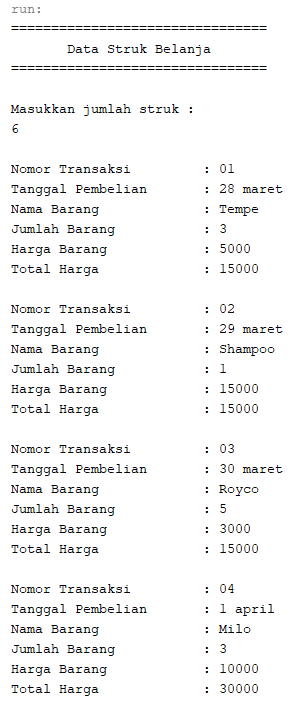 run:
================================
Data Struk Belanja
================================
Masukkan jumlah struk :
6
Nomor Transaksi : 01
Tanggal Pembelian : 28 maret
Nama Barang : Tempe
Jumlah Barang : 3
Harga Barang : 5000
Total Harga : 15000
Nomor Transaksi : 02
Tanggal Pembelian : 29 maret
Nama Barang : Shampoo
Jumlah Barang : 1
Harga Barang : 15000
Total Harga : 15000
Nomor Transaksi : 03
Tanggal Pembelian : 30 maret
Nama Barang : Royco
Jumlah Barang : 5
Harga Barang : 3000
Total Harga : 15000
Nomor Transaksi : 04
Tanggal Pembelian : 1 april
Nama Barang : Milo
Jumlah Barang : 3
Harga Barang : 10000
Total Harga : 30000